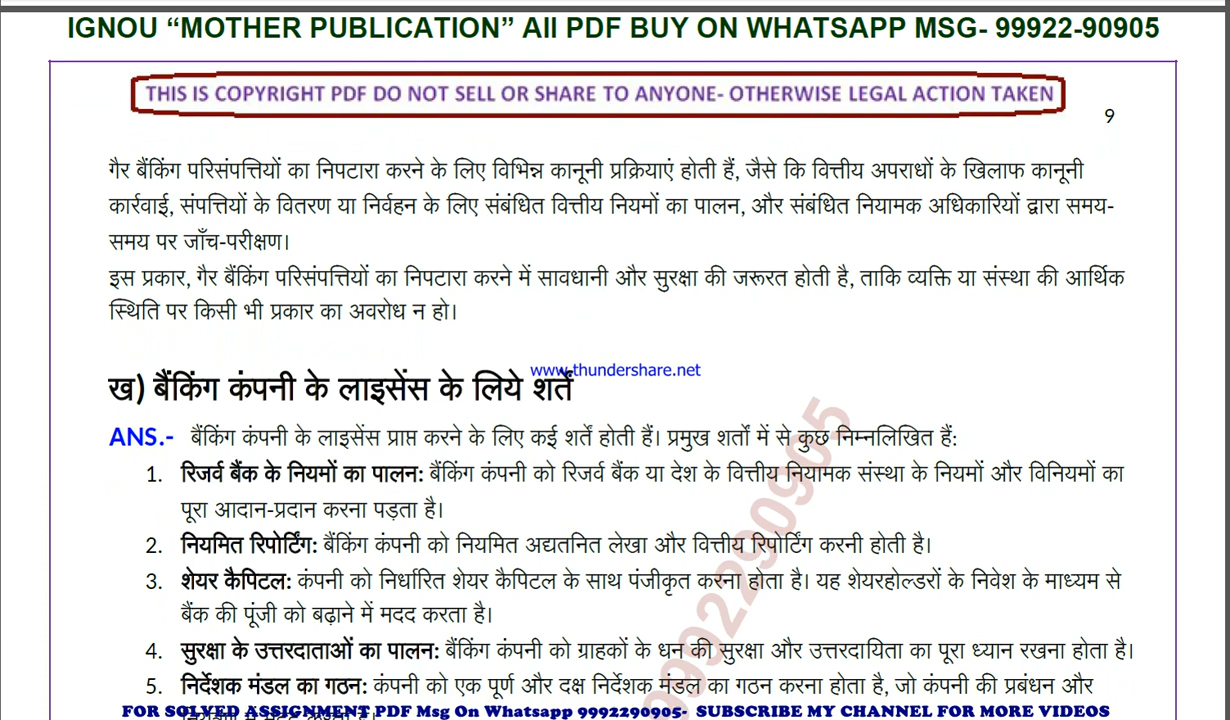 IGNOU “MOTHER PUBLICATION” All PDF BUY ON WHATSAPP MSG- 99922-90905
THIS IS COPYRIGHT PDF DO NOT SELL OR SHARE TO ANYONE- OTHERWISE LEGAL ACTION TAKEN
9
गैर बैंकिंग परिसंपत्तियों का निपटारा करने के लिए विभिन्न कानूनी प्रक्रियाएं होती हैं, जैसे कि वित्तीय अपराधों के खिलाफ कानूनी
कार्रवाई, संपत्तियों के वितरण या निर्वहन के लिए संबंधित वित्तीय नियमों का पालन, और संबंधित नियामक अधिकारियों द्वारा समय-
समय पर जाँच-परीक्षण।
इस प्रकार, गैर बैंकिंग परिसंपत्तियों का निपटारा करने में सावधानी और सुरक्षा की जरूरत होती है, ताकि व्यक्ति या संस्था की आर्थिक
स्थिति पर किसी भी प्रकार का अवरोध न हो।
www.thundershare.net
ख) बैंकिंग कंपनी के लाइसेंस के लिये शर्तें
ANS.- बैंकिंग कंपनी के लाइसेंस प्राप्त करने के लिए कई शर्तें होती हैं। प्रमुख शर्तों में से कुछ निम्नलिखित हैं:
1. रिजर्व बैंक के नियमों का पालन: बैंकिंग कंपनी को रिजर्व बैंक या देश के वित्तीय नियामक संस्था के नियमों और विनियमों का
पूरा आदान-प्रदान करना पड़ता है।
2. नियमित रिपोर्टिंग: बैंकिंग कंपनी को नियमित अद्यतनित लेखा और वित्तीय रिपोर्टिंग करनी होती है।
3. शेयर कैपिटल: कंपनी को निर्धारित शेयर कैपिटल के साथ पंजीकृत करना होता है। यह शेयरहोल्डरों के निवेश के माध्यम से
बैंक की पूंजी को बढ़ाने में मदद करता है।
4. सुरक्षा के उत्तरदाताओं का पालन: बैंकिंग कंपनी को ग्राहकों के धन की सुरक्षा और उत्तरदायिता का पूरा ध्यान रखना होता है।
5. निर्देशक मंडल का गठन: कंपनी को एक पूर्ण और दक्ष निर्देशक मंडल का गठन करना होता है, जो कंपनी की प्रबंधन और
9992290905
FOR SOLVED ASSIGNMENT PDF Msg On Whatsapp 9992290905- SUBSCRIBE MY CHANNEL FOR MORE VIDEOS